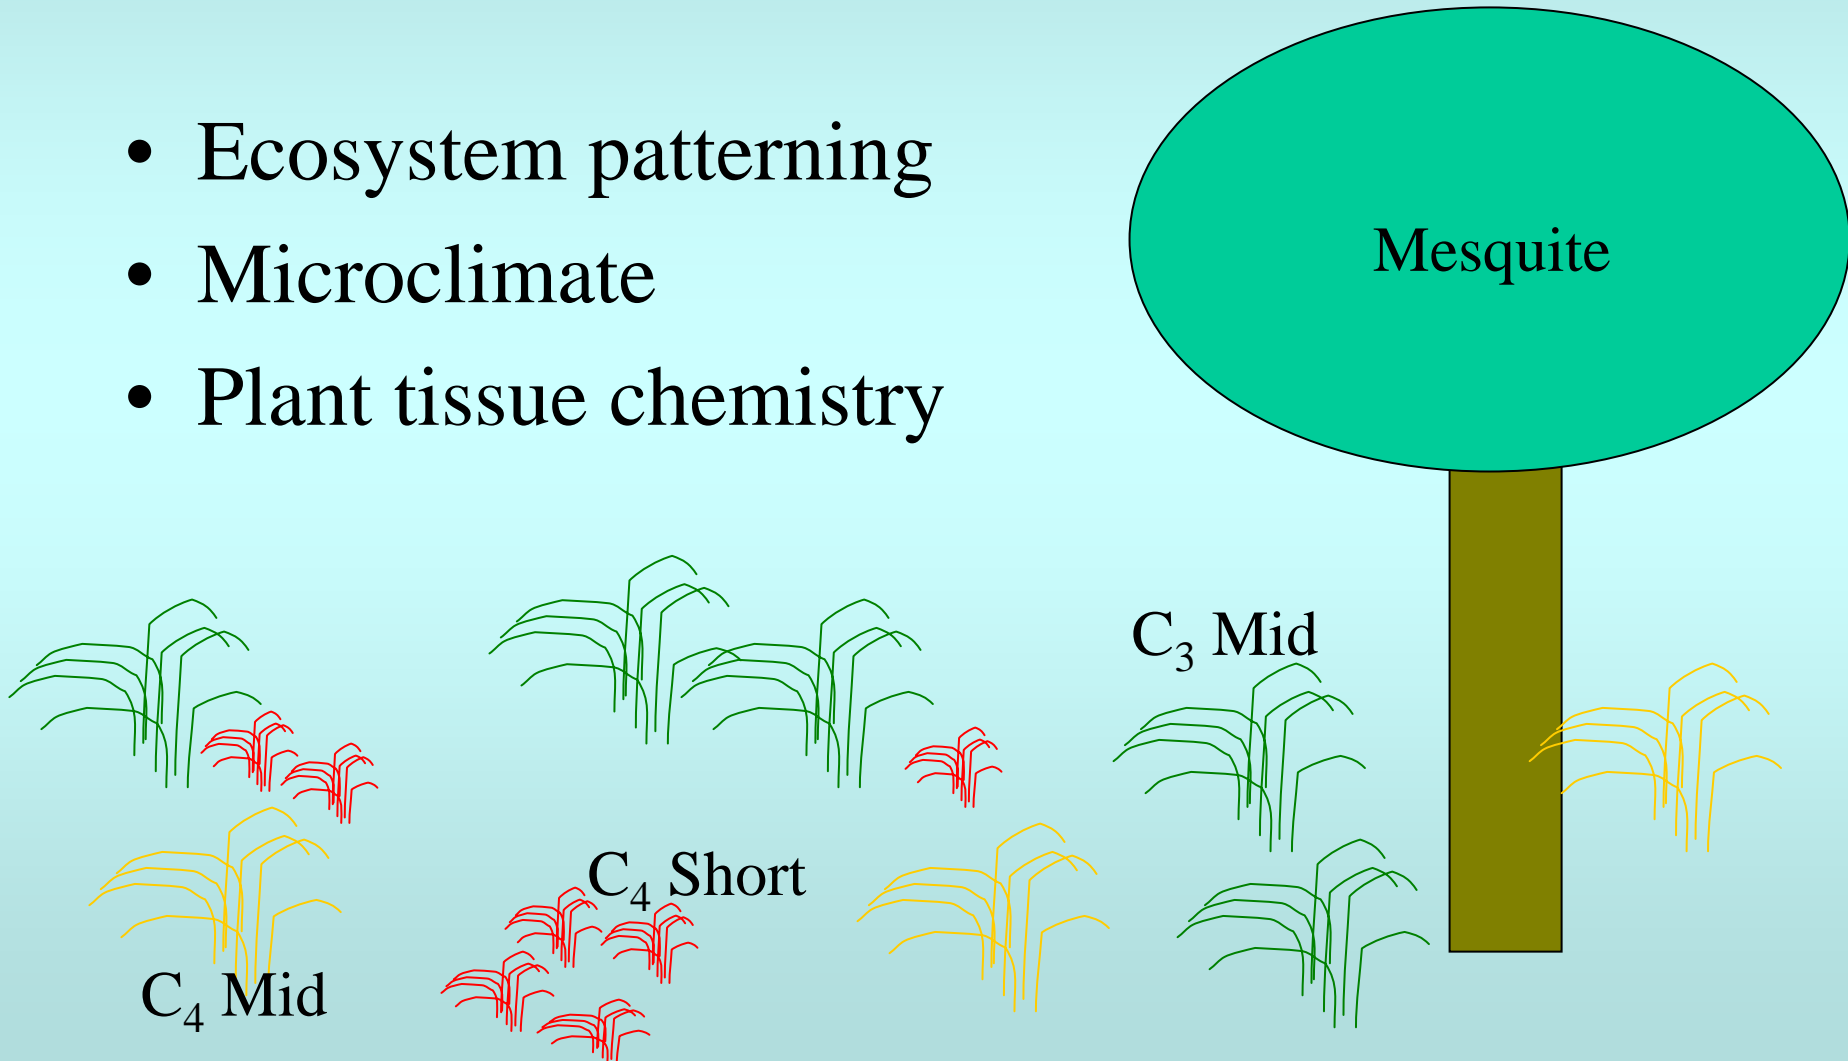 • Ecosystem patterning
• Microclimate
• Plant tissue chemistry
Mesquite
C₃ Mid
C₄ Short
C₄ Mid